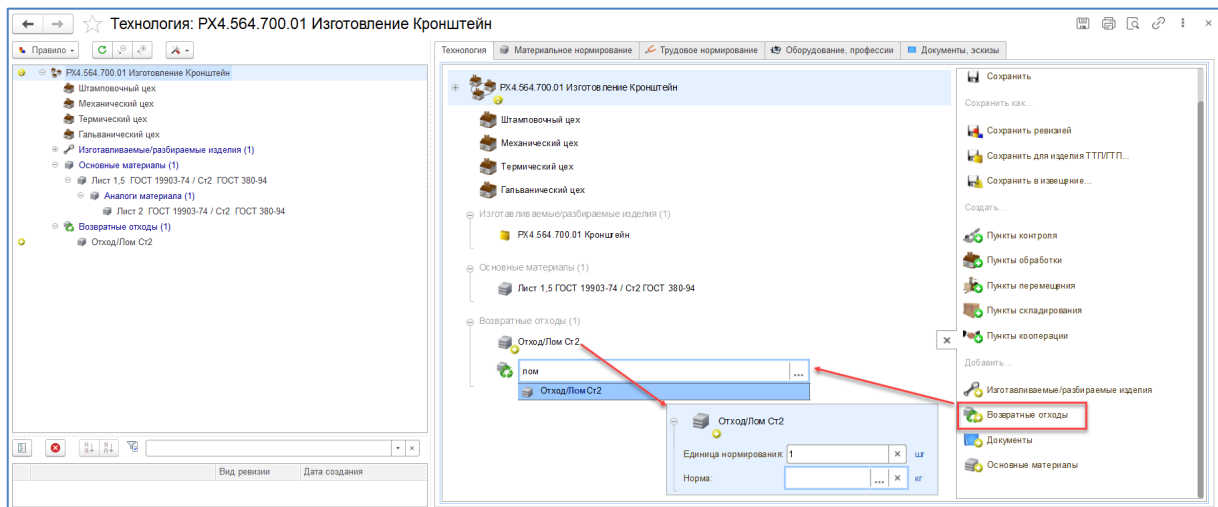 Технология: РХ4.564.700.01 Изготовление Кронштейн
Правило
РХ4.564.700.01 Изготовление Кронштейн
Штамповочный цех
Механический цех
Термический цех
Гальванический цех
Изготавливаемые/разбираемые изделия (1)
Основные материалы (1)
Лист 1,5 ГОСТ 19903-74 / Ст2 ГОСТ 380-94
Аналоги материала (1)
Лист 2 ГОСТ 19903-74 / Ст2 ГОСТ 380-94
Возвратные отходы (1)
Отход/Лом Ст2
Вид ревизии
Дата создания
Технология
Материальное нормирование
Трудовое нормирование
Оборудование, профессии
Документы, эскизы
РХ4.564.700.01 Изготовление Кронштейн
Штамповочный цех
Механический цех
Термический цех
Гальванический цех
Изготавливаемые/разбираемые изделия (1)
РХ4.564.700.01 Кронштейн
Основные материалы (1)
Лист 1,5 ГОСТ 19903-74 / Ст2 ГОСТ 380-94
Возвратные отходы (1)
Отход/Лом Ст2
лом
...
Отход/Лом Ст2
Отход/Лом Ст2
Единица нормирования: 1
шт
Норма:
...
кг
Сохранить
Сохранить как...
Сохранить ревизией
Сохранить для изделия ТТП/ГТП...
Сохранить в извещение...
Создать...
Пункты контроля
Пункты обработки
Пункты перемещения
Пункты складирования
Пункты кооперации
Добавить...
Изготавливаемые/разбираемые изделия
Возвратные отходы
Документы
Основные материалы